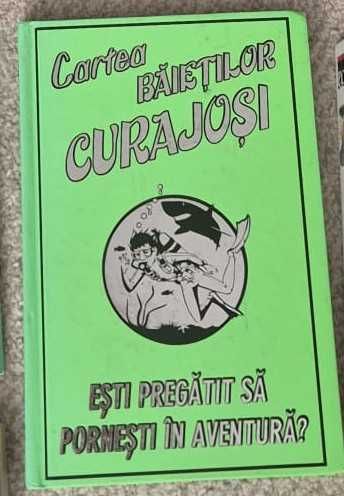 Cartea
BĂIEȚILOR
CURAJOȘI
EȘTI PREGĂTIT SĂ
PORNEȘTI ÎN AVENTURĂ?